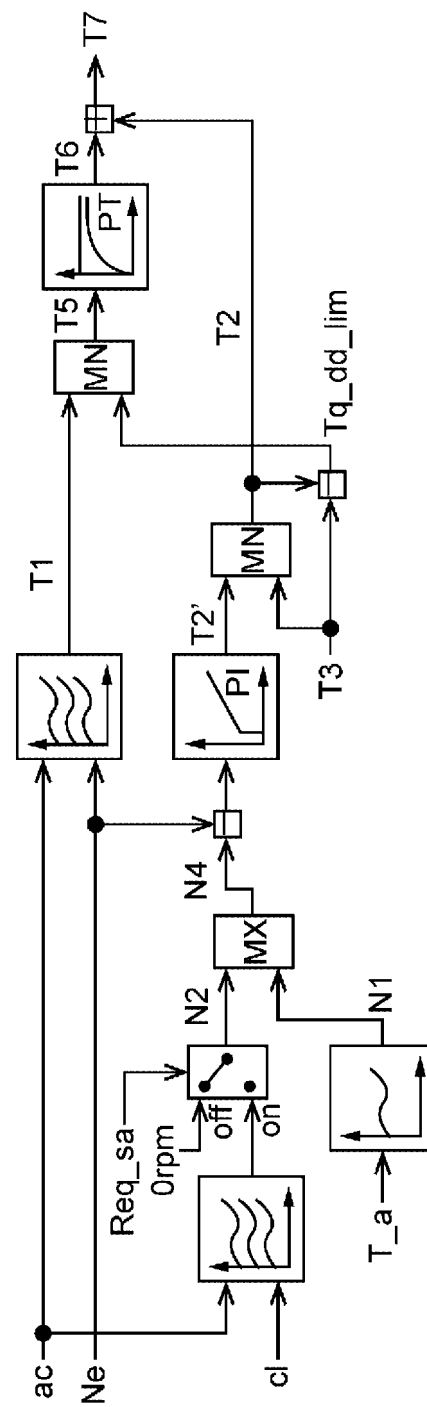 ac
Ne
cl
T_a
Req_sa
0rpm
off
on
N2
N1
MX
N4
PI
T2'
T3
MN
T1
T2
Tq_dd_lim
MN
T5
PT
T6
T7